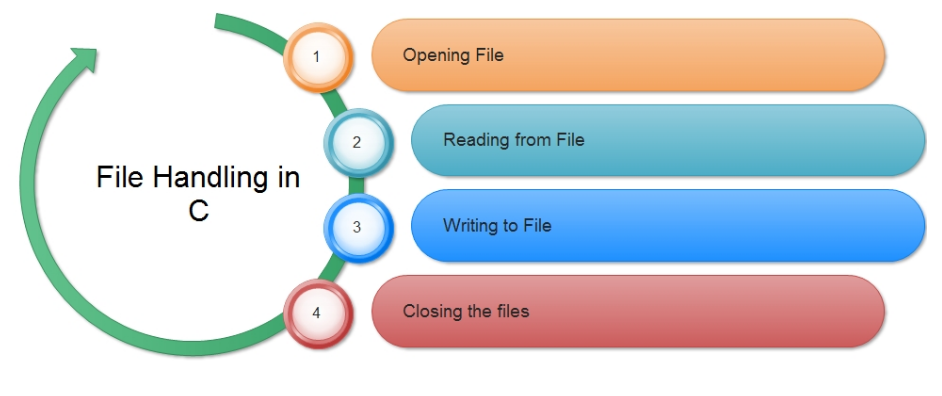 File Handling in
C
1
Opening File
2
Reading from File
3
Writing to File
4
Closing the files